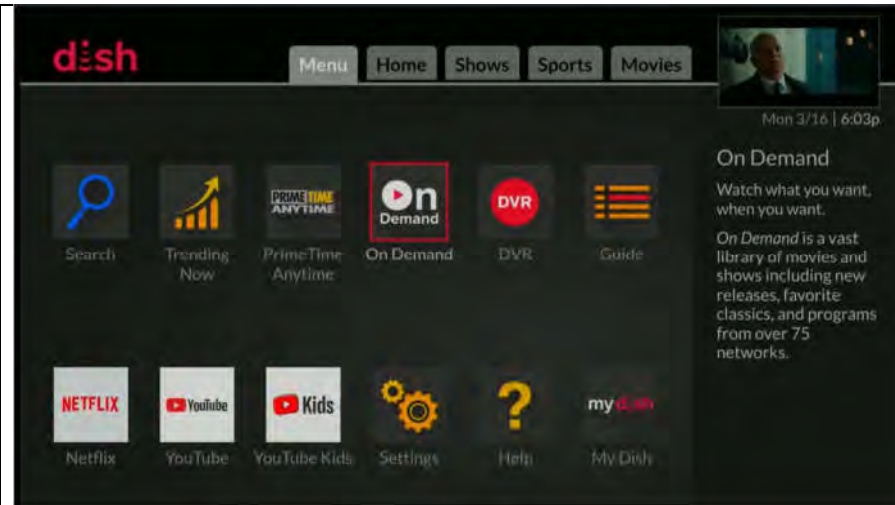 dish
Menu Home Shows Sports Movies
Mon 3/16 | 6:03p
On Demand
Watch what you want,
when you want.
On Demand is a vast
library of movies and
shows including new
releases, favorite
classics, and programs
from over 75
networks.
PRIMETIME
ANYTIME
On
Demand
DVR
Search
Trending
Now
PrimeTime
Anytime
On Demand
DVR
Guide
NETFLIX
YouTube
Kids
?
my dish
Netflix
YouTube
YouTube Kids
Settings
Help
My Dish